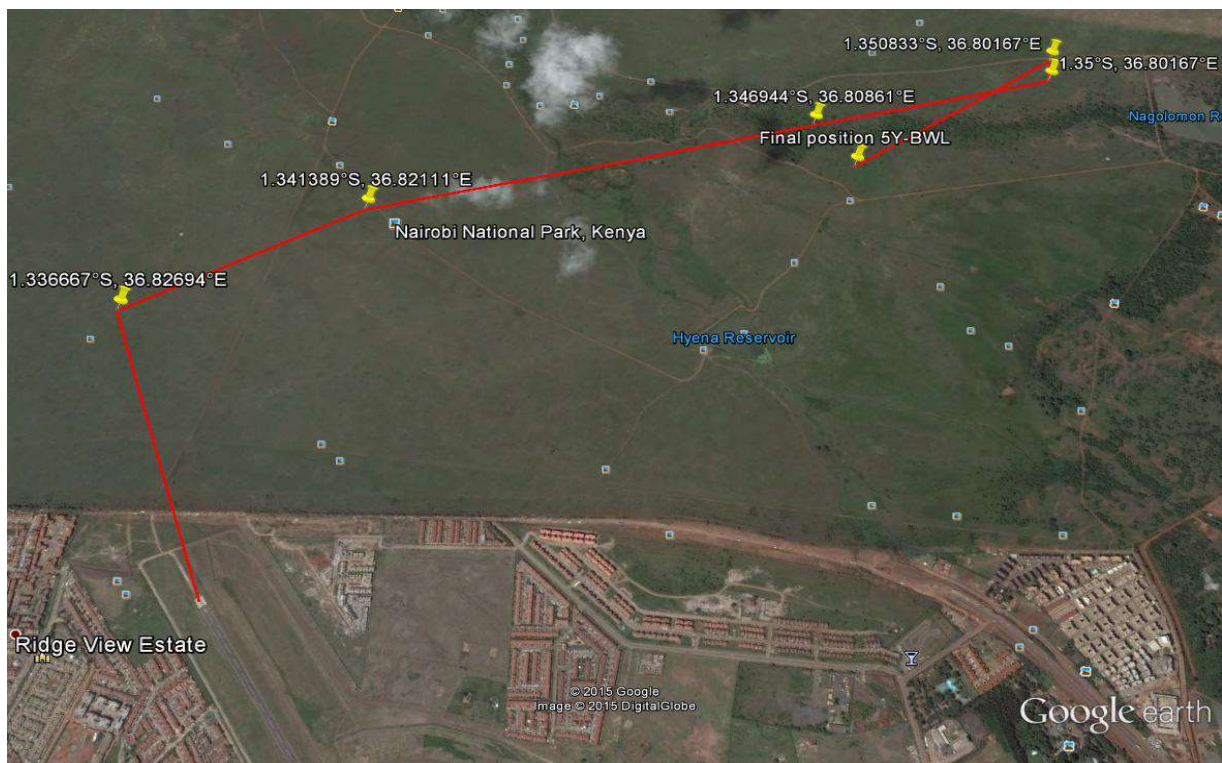 1.350833°S, 36.80167°E
1.35°S, 36.80167°E
1.346944°S, 36.80861°E
Nagolomon R
Final position 5Y-BWL
1.341389°S, 36.82111°E
Nairobi National Park, Kenya
1.336667°S, 36.82694°E
Hyena Reservoir
Ridge View Estate
© 2015 Google
Image © 2015 DigitalGlobe
Google earth